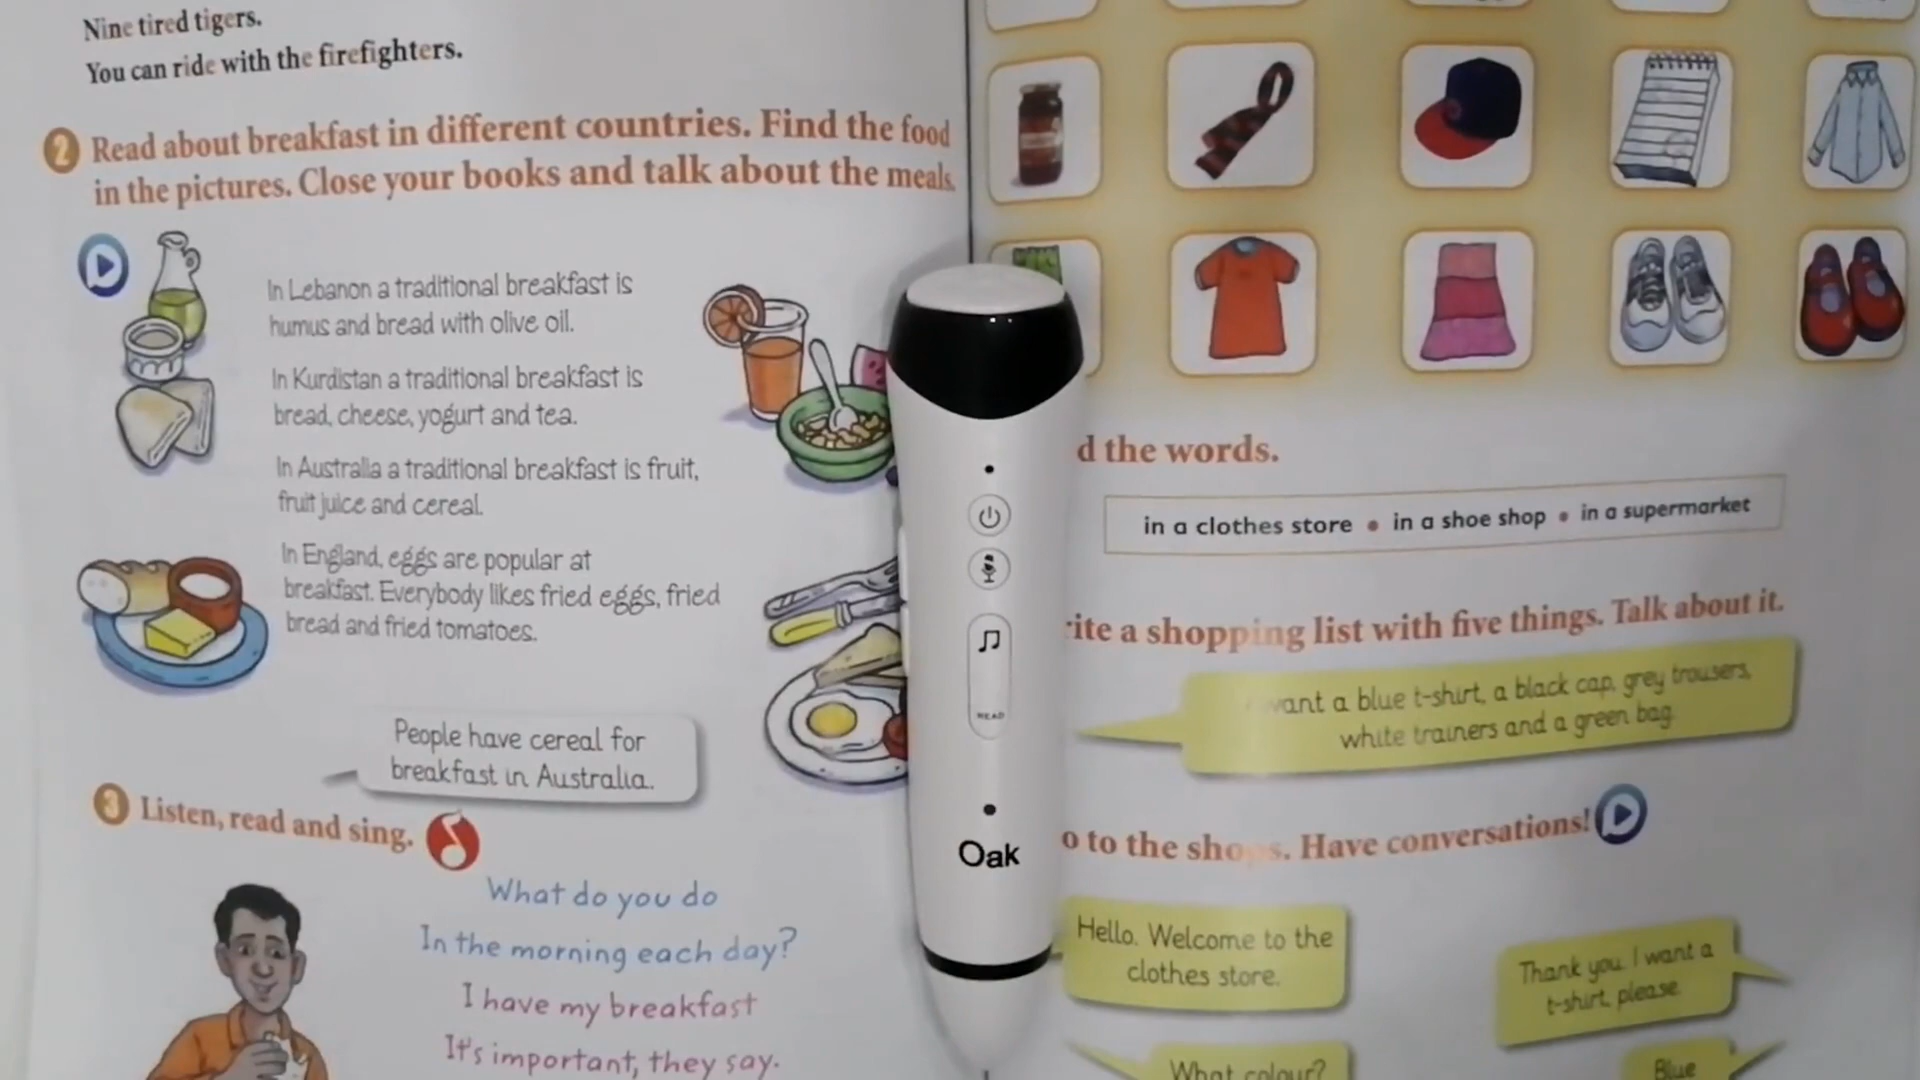 Nine tired tigers.
You can ride with the firefighters.
2 Read about breakfast in different countries. Find the food
in the pictures. Close your books and talk about the meals.
In Lebanon a traditional breakfast is
humus and bread with olive oil.
In Kurdistan a traditional breakfast is
bread, cheese, yogurt and tea.
In Australia a traditional breakfast is fruit,
fruit juice and cereal.
In England, eggs are popular at
breakfast. Everybody likes fried eggs, fried
bread and fried tomatoes.
People have cereal for
breakfast in Australia.
3 Listen, read and sing.
What do you do
In the morning each day?
I have my breakfast
It's important, they say.
READ
Oak
d the words.
in a clothes store • in a shoe shop • in a supermarket
ite a shopping list with five things. Talk about it.
want a blue t-shirt, a black cap, grey trousers,
white trainers and a green bag.
o to the shops. Have conversations!
Hello. Welcome to the
clothes store.
Thank you. I want a
t-shirt, please.
What colour?
Blue